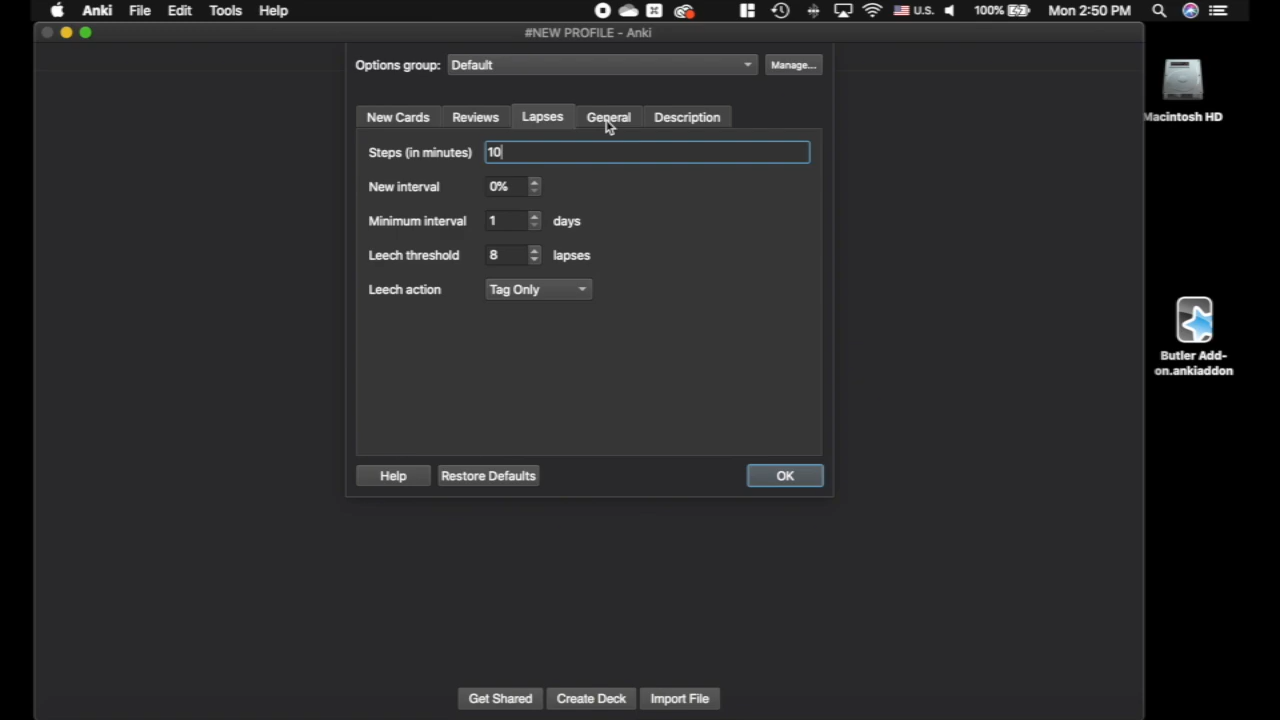 Anki File Edit Tools Help U.S. 100% Mon 2:50 PM
#NEW PROFILE - Anki
Options group: Default Manage...
New Cards Reviews Lapses General Description
Steps (in minutes) 10
New interval 0%
Minimum interval 1 days
Leech threshold 8 lapses
Leech action Tag Only
Help Restore Defaults OK
Get Shared Create Deck Import File
Macintosh HD
Butler Add-
on.ankiaddon